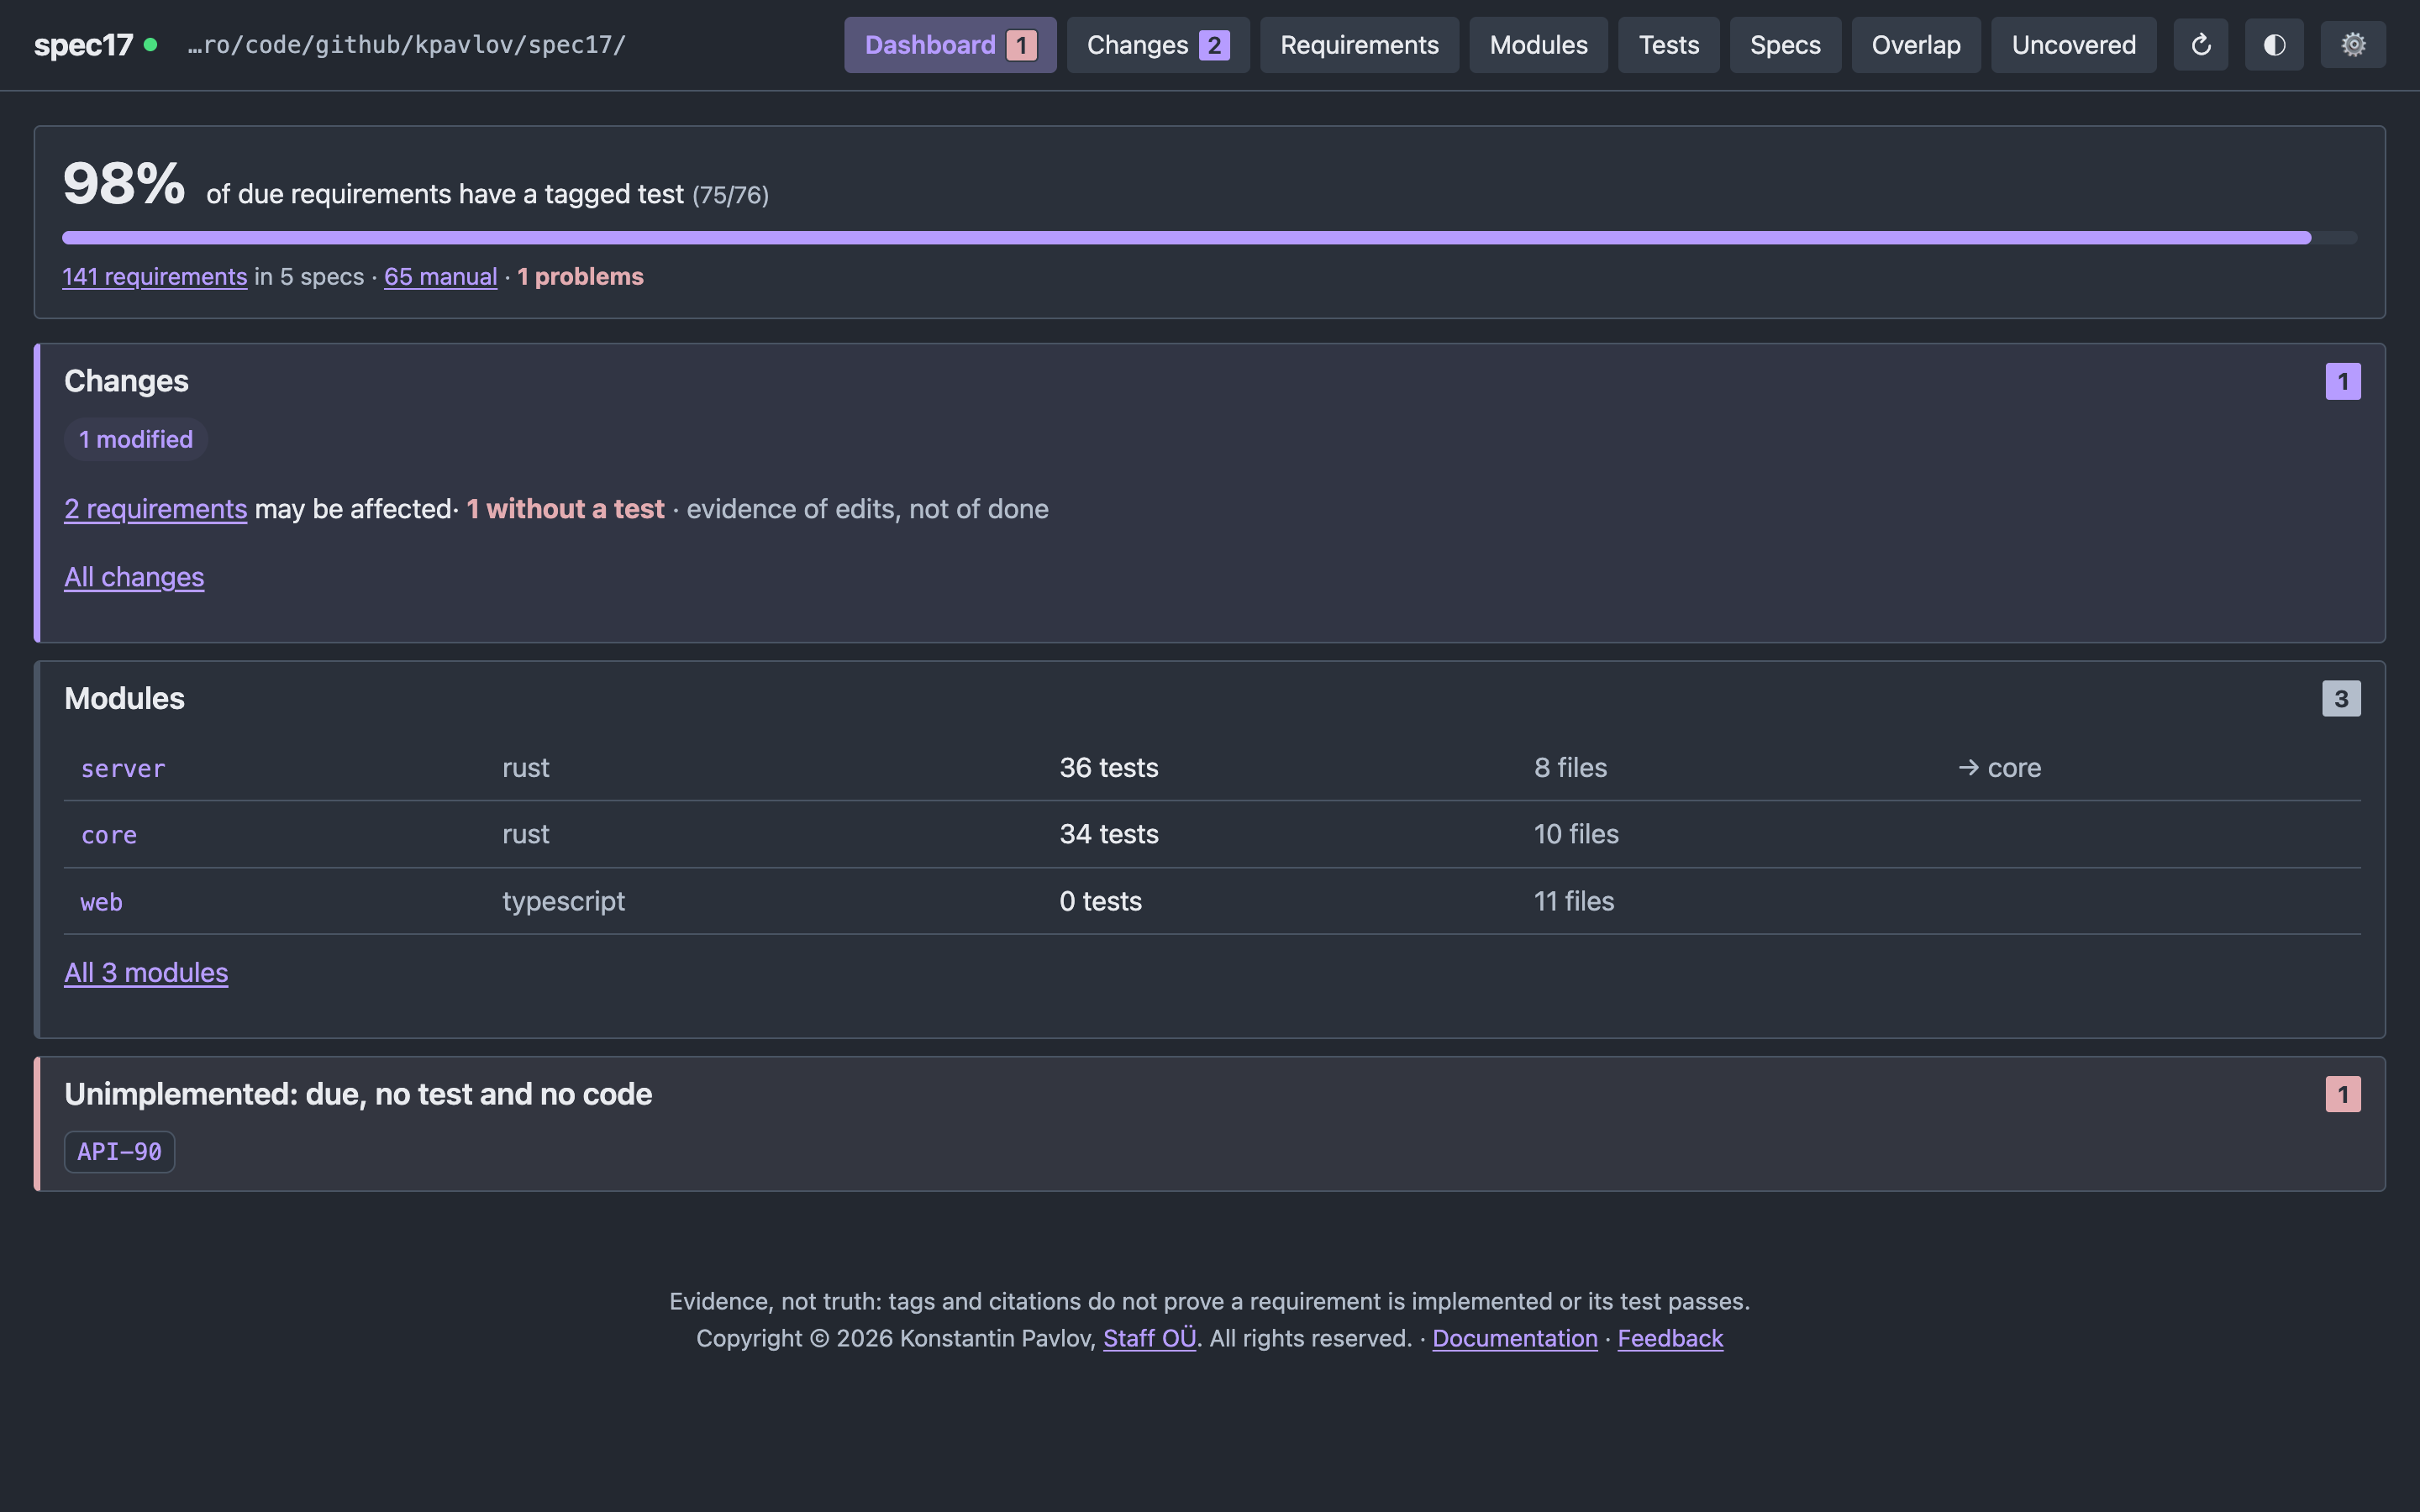 spec17 …ro/code/github/kpavlov/spec17/ Dashboard 1 Changes 2 Requirements Modules Tests Specs Overlap Uncovered
98% of due requirements have a tagged test (75/76)
141 requirements in 5 specs · 65 manual · 1 problems
Changes 1
1 modified
2 requirements may be affected· 1 without a test · evidence of edits, not of done
All changes
Modules 3
server rust 36 tests 8 files → core
core rust 34 tests 10 files
web typescript 0 tests 11 files
All 3 modules
Unimplemented: due, no test and no code 1
API-90
Evidence, not truth: tags and citations do not prove a requirement is implemented or its test passes.
Copyright © 2026 Konstantin Pavlov, Staff OÜ. All rights reserved. · Documentation · Feedback